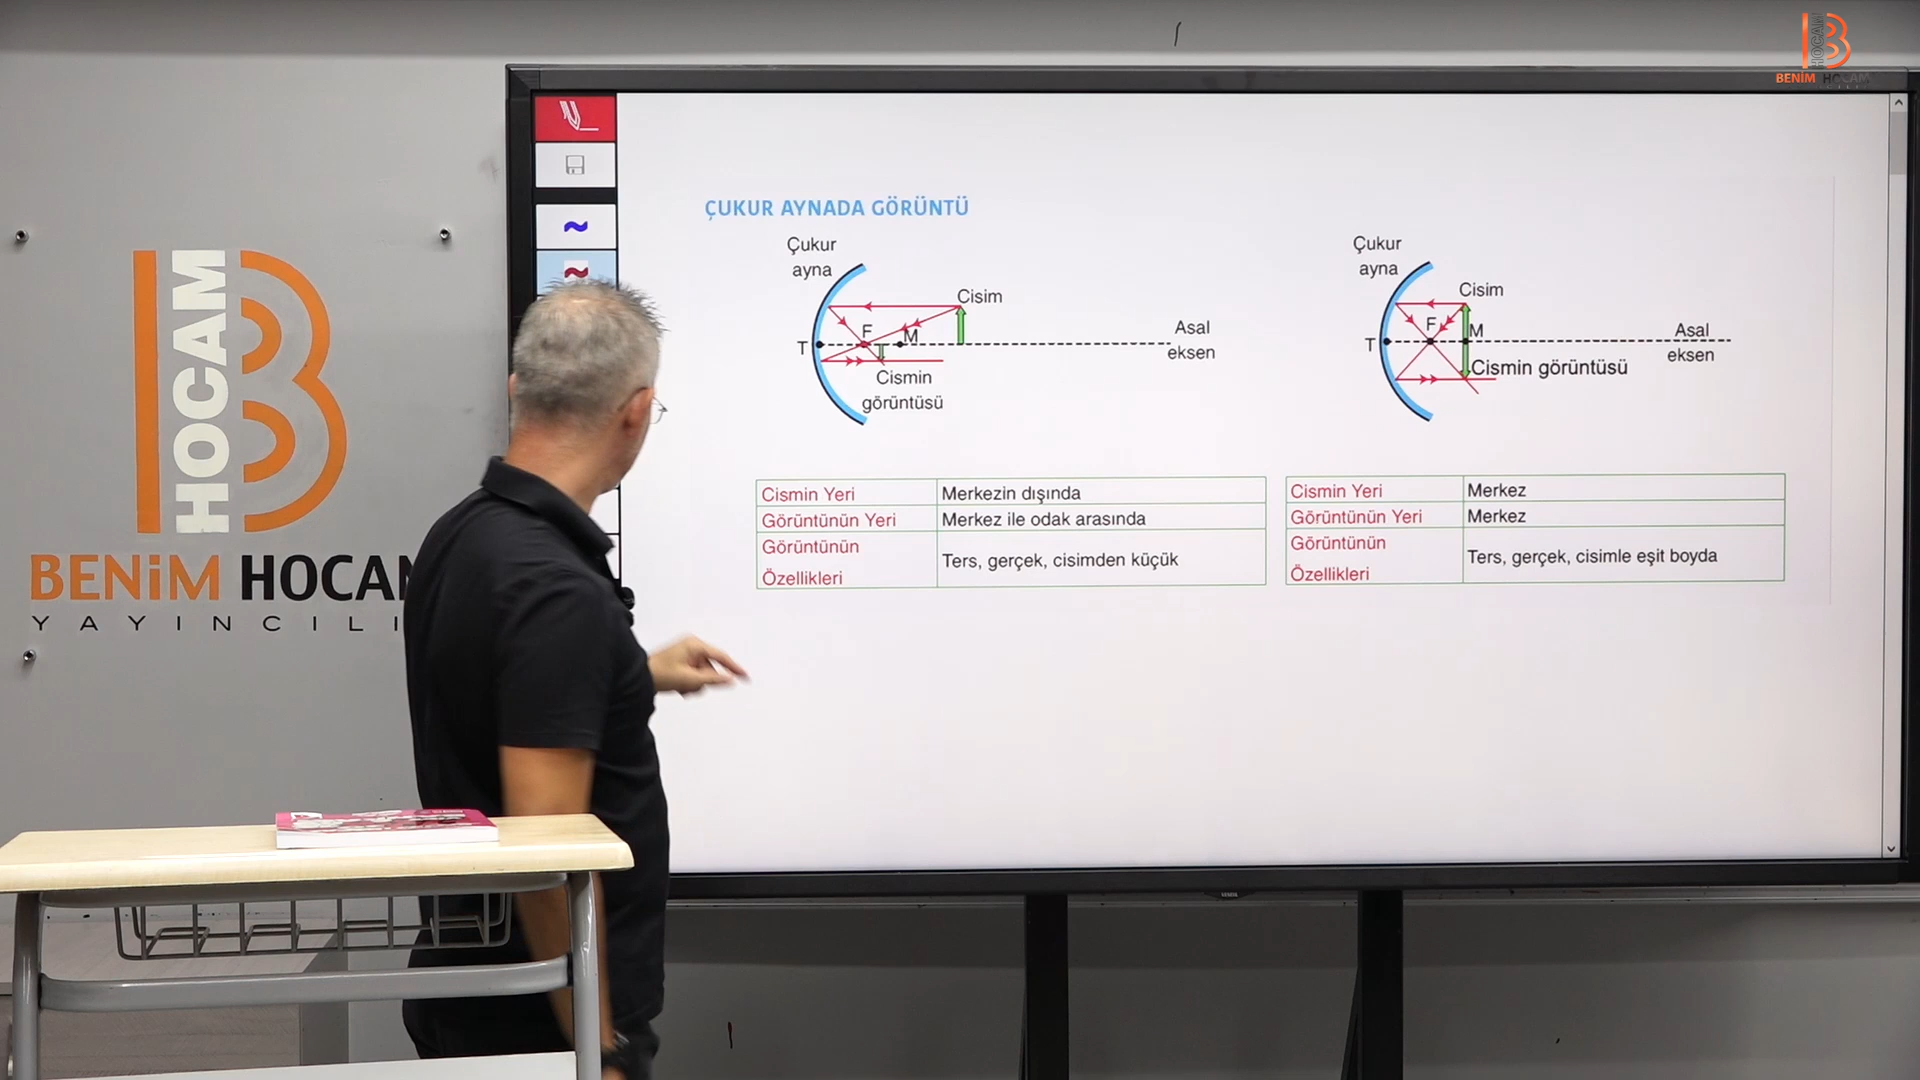 HOCAM
BENİM HOCAM
HOCAM
BENİM HOCAM
YAYINCILI
ÇUKUR AYNADA GÖRÜNTÜ
Çukur
ayna
Cisim
F
M
T
Asal
eksen
Cismin
görüntüsü
Çukur
ayna
Cisim
F
M
T
Asal
eksen
Cismin görüntüsü
Cismin Yeri Merkezin dışında
Görüntünün Yeri Merkez ile odak arasında
Görüntünün
Özellikleri
Ters, gerçek, cisimden küçük
Cismin Yeri Merkez
Görüntünün Yeri Merkez
Görüntünün
Özellikleri
Ters, gerçek, cisimle eşit boyda